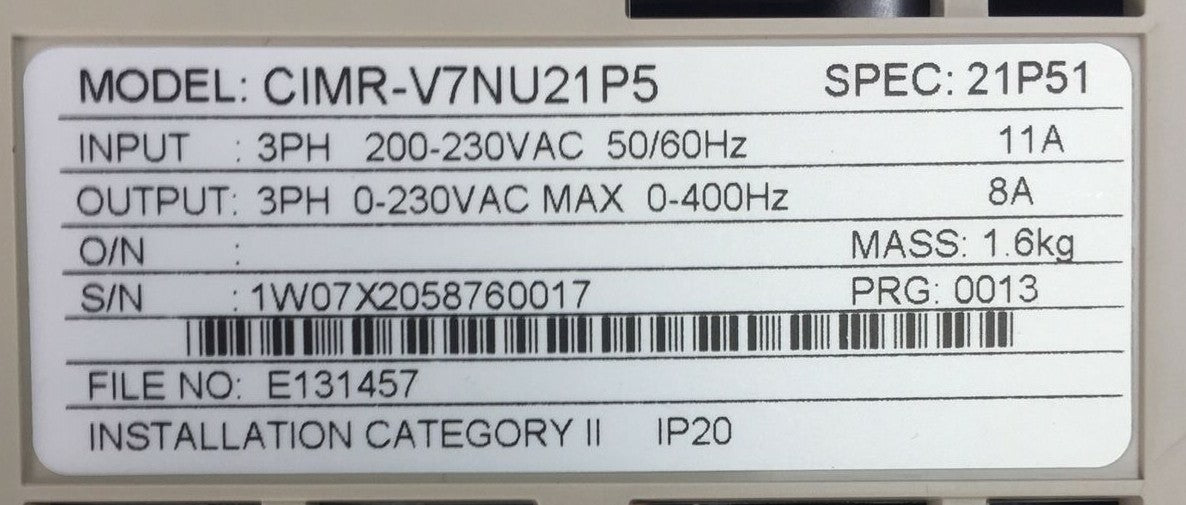 MODEL: CIMR-V7NU21P5 SPEC: 21P51
INPUT : 3PH 200-230VAC 50/60Hz 11A
OUTPUT: 3PH 0-230VAC MAX 0-400Hz 8A
O/N : MASS: 1.6kg
S/N : 1W07X2058760017 PRG: 0013
FILE NO: E131457
INSTALLATION CATEGORY II IP20